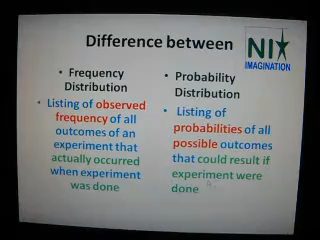 Difference between
NI
IMAGINATION
• Frequency
Distribution
• Listing of observed
frequency of all
outcomes of an
experiment that
actually occurred
when experiment
was done
• Probability
Distribution
• Listing of
probabilities of all
possible outcomes
that could result if
experiment were
done